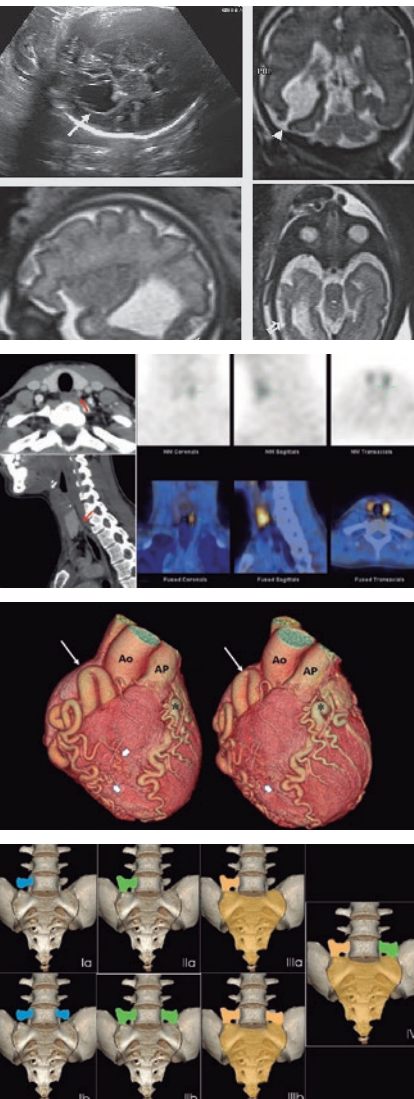 NM Coronals
NM Sagittals
NM Transaxials
Fused Coronals
Fused Sagittals
Fused Transaxials
Ao
AP
*
Ao
AP
*
Ia
IIa
IIIa
IV
Ib
IIb
IIIb